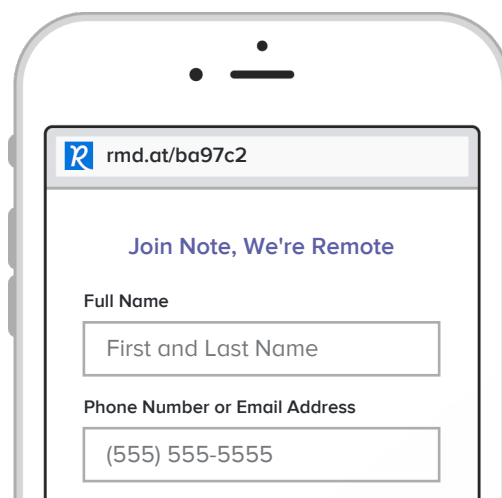 rmd.at/ba97c2
Join Note, We're Remote
Full Name
First and Last Name
Phone Number or Email Address
(555) 555-5555